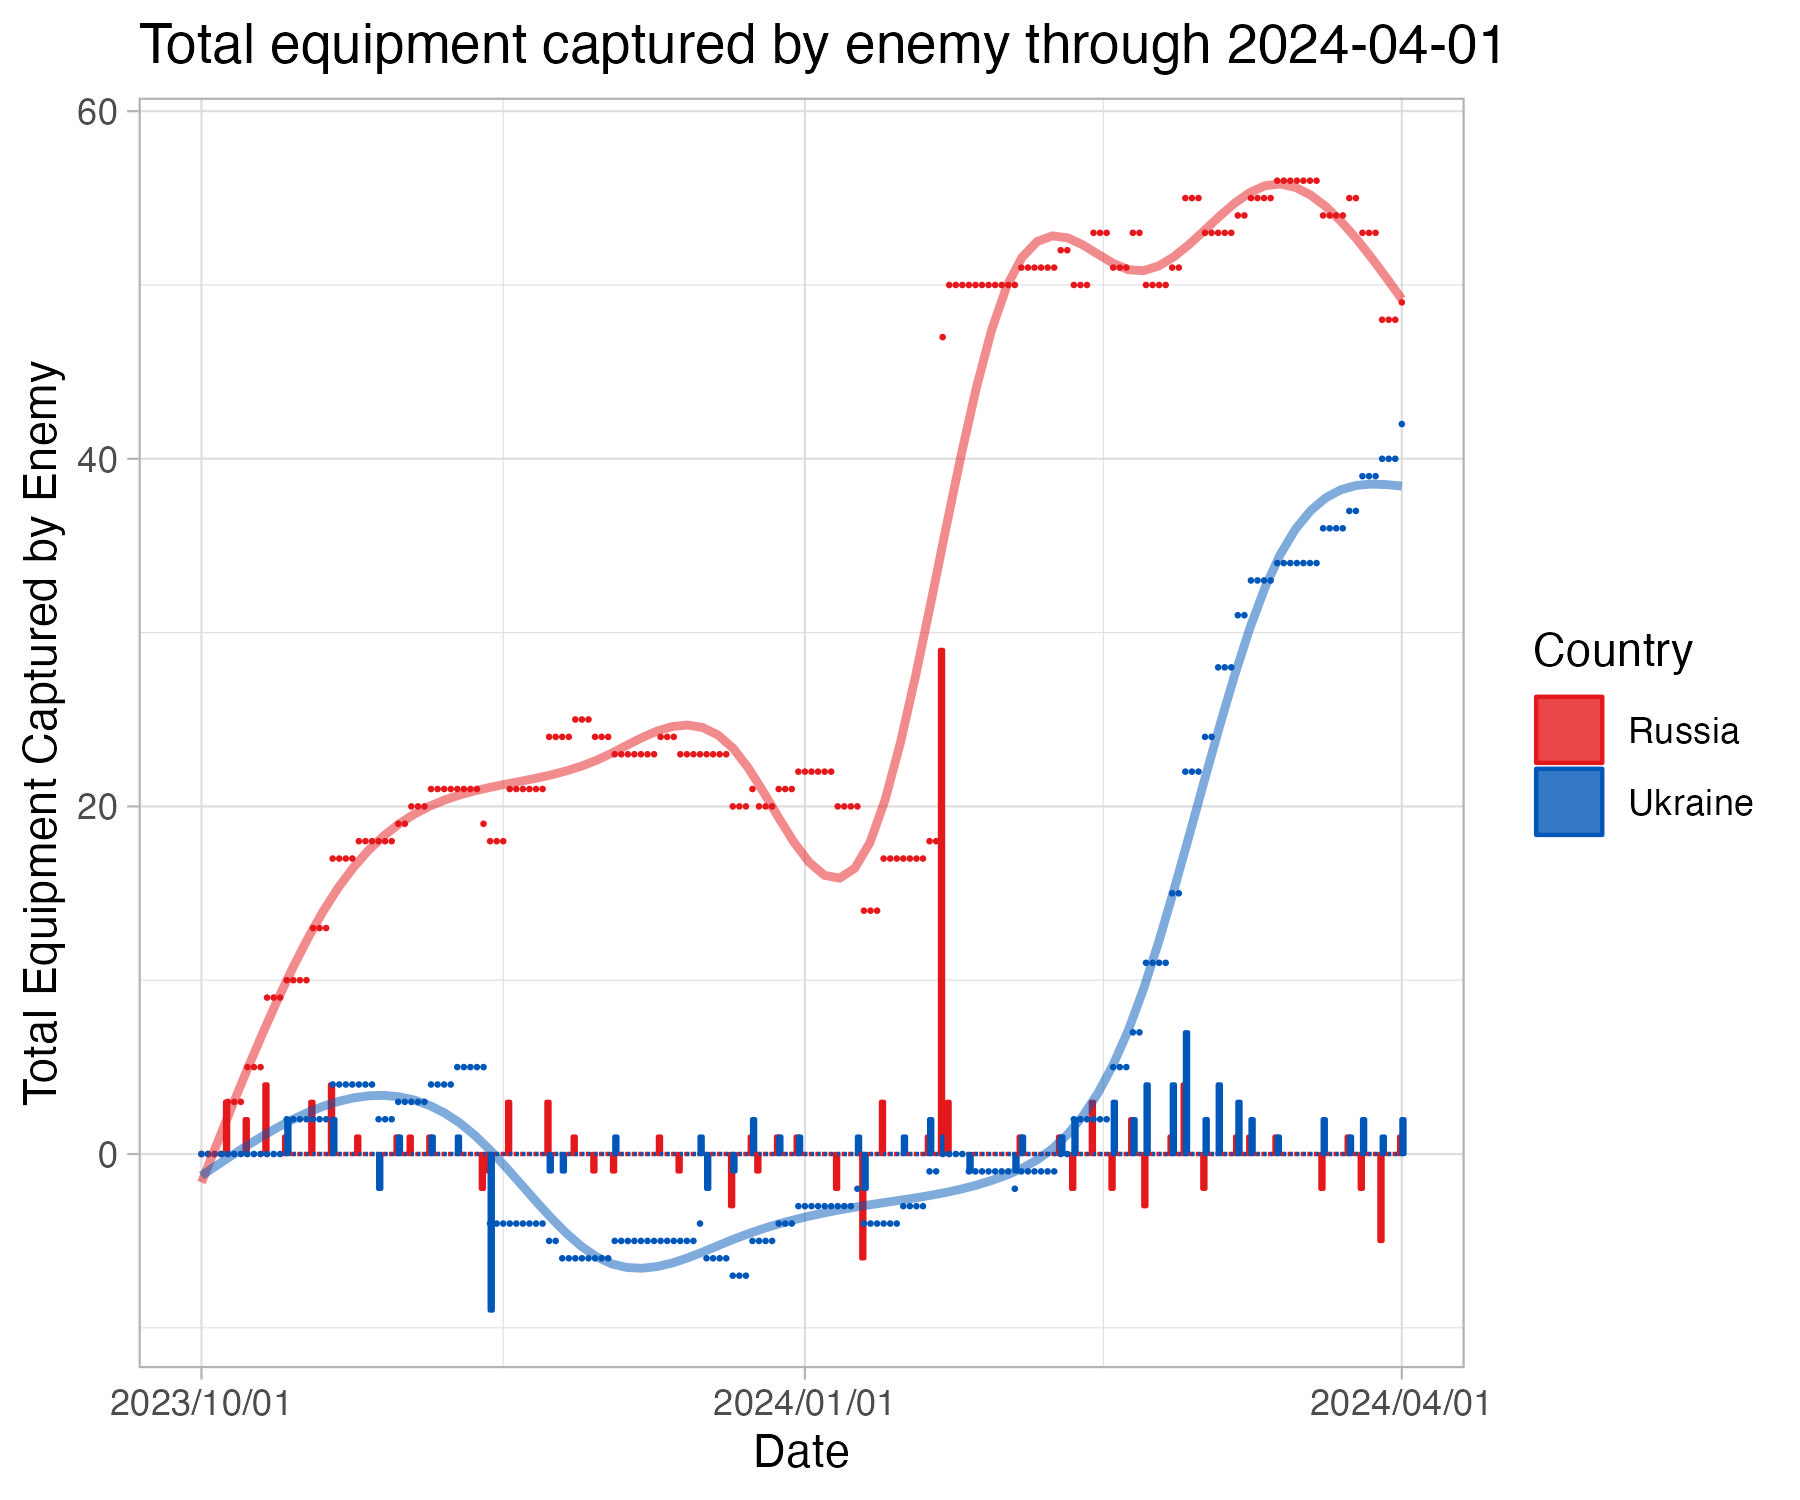 Total equipment captured by enemy through 2024-04-01
Total Equipment Captured by Enemy
60
40
20
0
2023/10/01
2024/01/01
2024/04/01
Date
Country
Russia
Ukraine